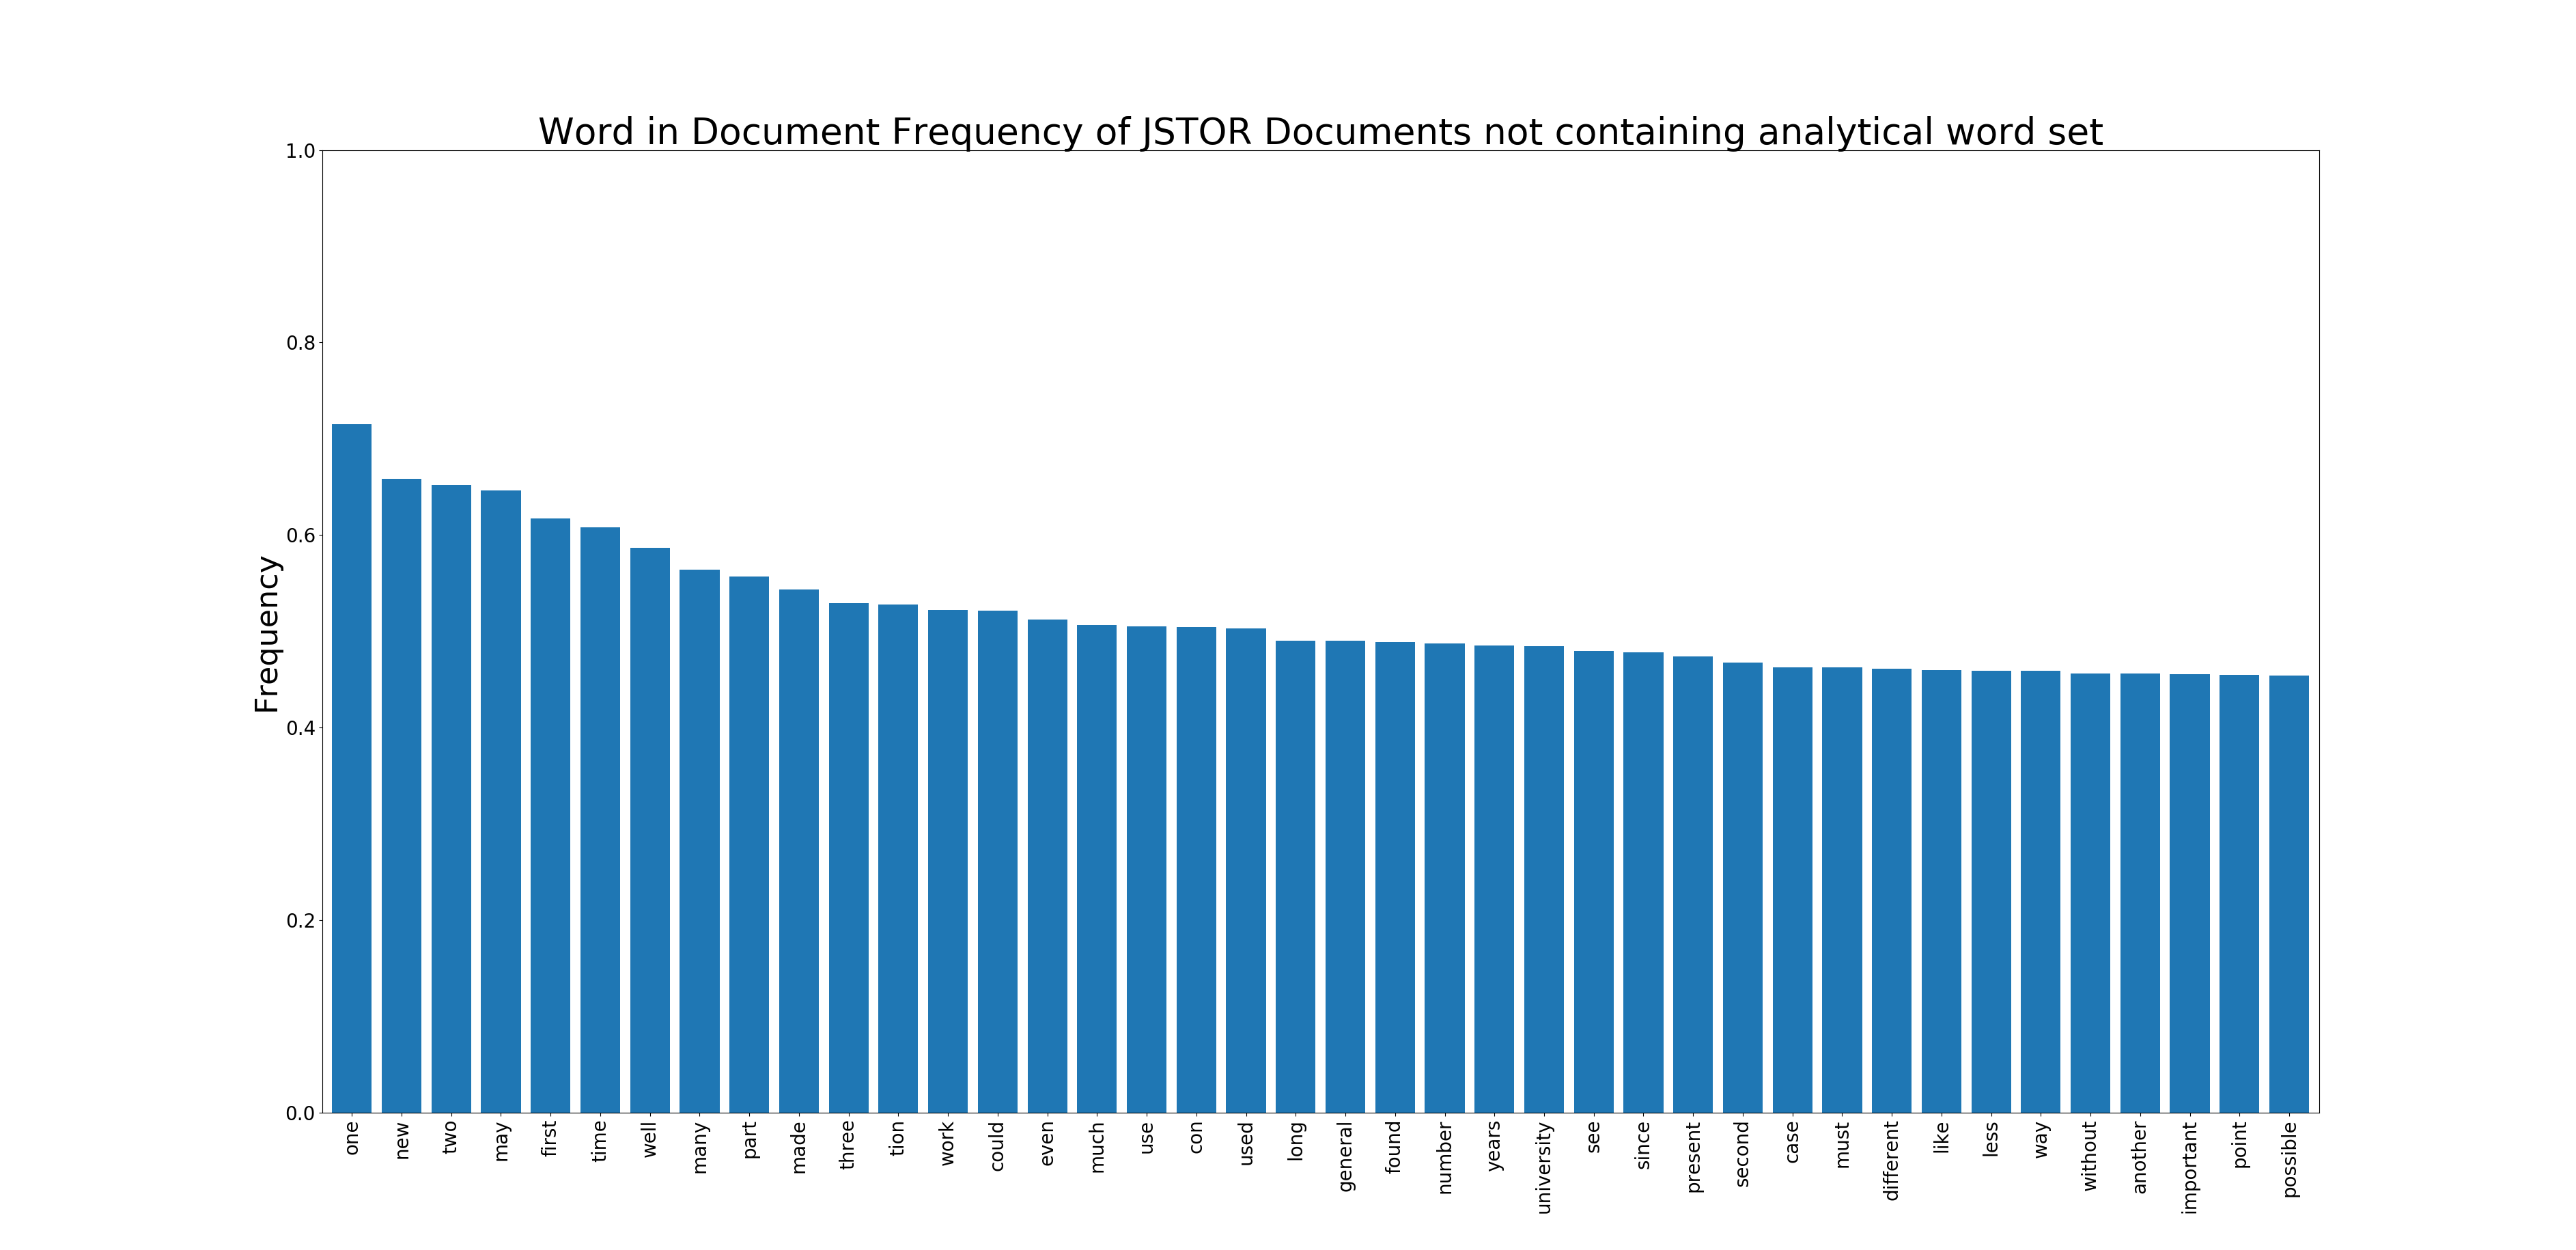 Word in Document Frequency of JSTOR Documents not containing analytical word set
1.0
0.8
0.6
0.4
0.2
0.0
Frequency
one
new
two
may
first
time
well
many
part
made
three
tion
work
could
even
much
use
con
used
long
general
found
number
years
university
see
since
present
second
case
must
different
like
less
way
without
another
important
point
possible